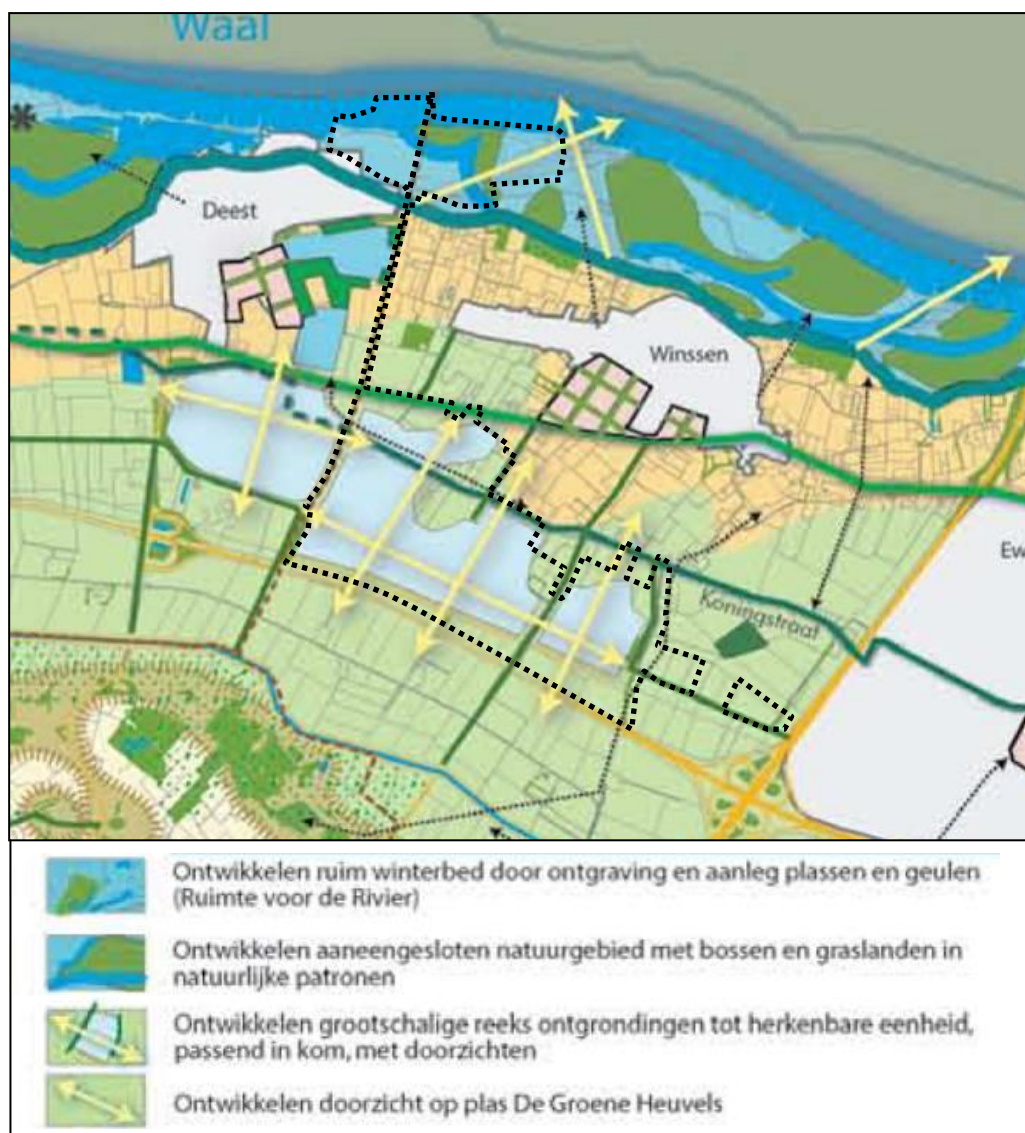 Waal
Deest
Winssen
Ew
Koningstraat
Ontwikkelen ruim winterbed door ontgraving en aanleg plassen en geulen
(Ruimte voor de Rivier)
Ontwikkelen aaneengesloten natuurgebied met bossen en graslanden in
natuurlijke patronen
Ontwikkelen grootschalige reeks ontgrondingen tot herkenbare eenheid,
passend in kom, met doorzichten
Ontwikkelen doorzicht op plas De Groene Heuvels